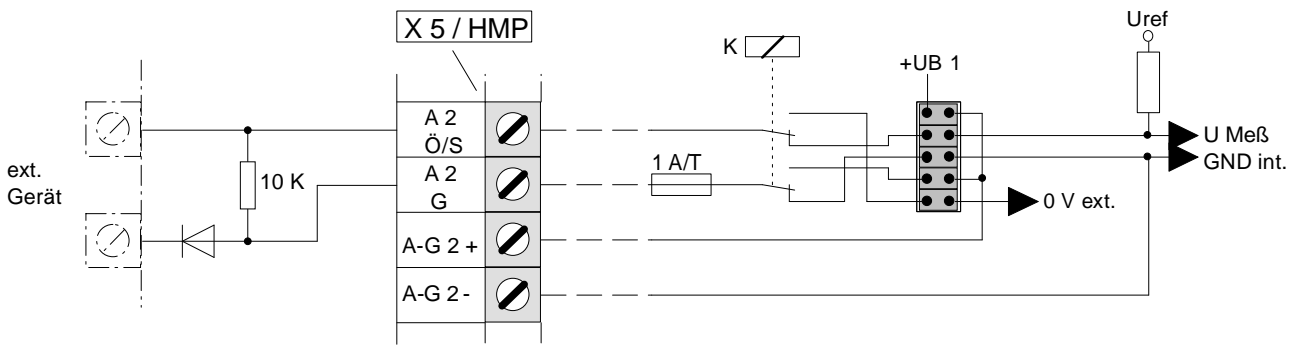 X 5 / HMP
Uref
K
+UB 1
A 2
Ö/S
U Meß
ext.
Gerät
10 K
A 2
G
1 A/T
GND int.
0 V ext.
A-G 2 +
A-G 2 -